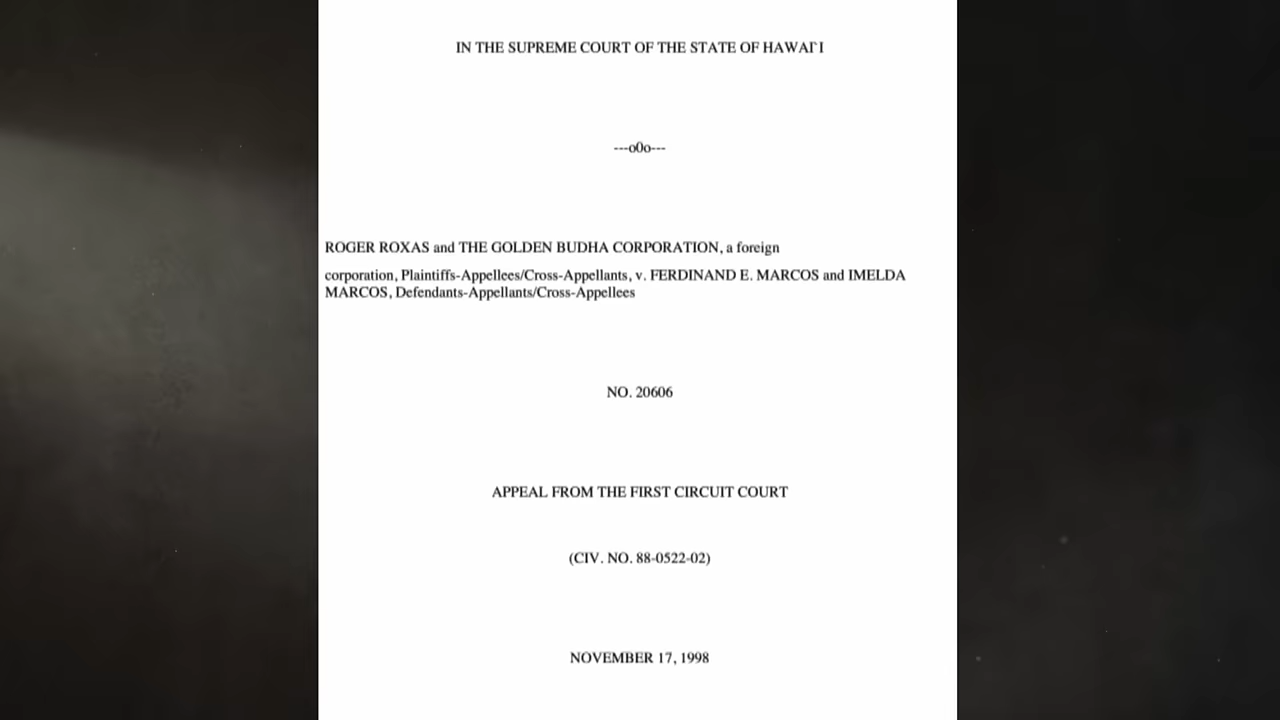 IN THE SUPREME COURT OF THE STATE OF HAWAI'I
---o0o---
ROGER ROXAS and THE GOLDEN BUDHA CORPORATION, a foreign
corporation, Plaintiffs-Appellees/Cross-Appellants, v. FERDINAND E. MARCOS and IMELDA
MARCOS, Defendants-Appellants/Cross-Appellees
NO. 20606
APPEAL FROM THE FIRST CIRCUIT COURT
(CIV. NO. 88-0522-02)
NOVEMBER 17, 1998